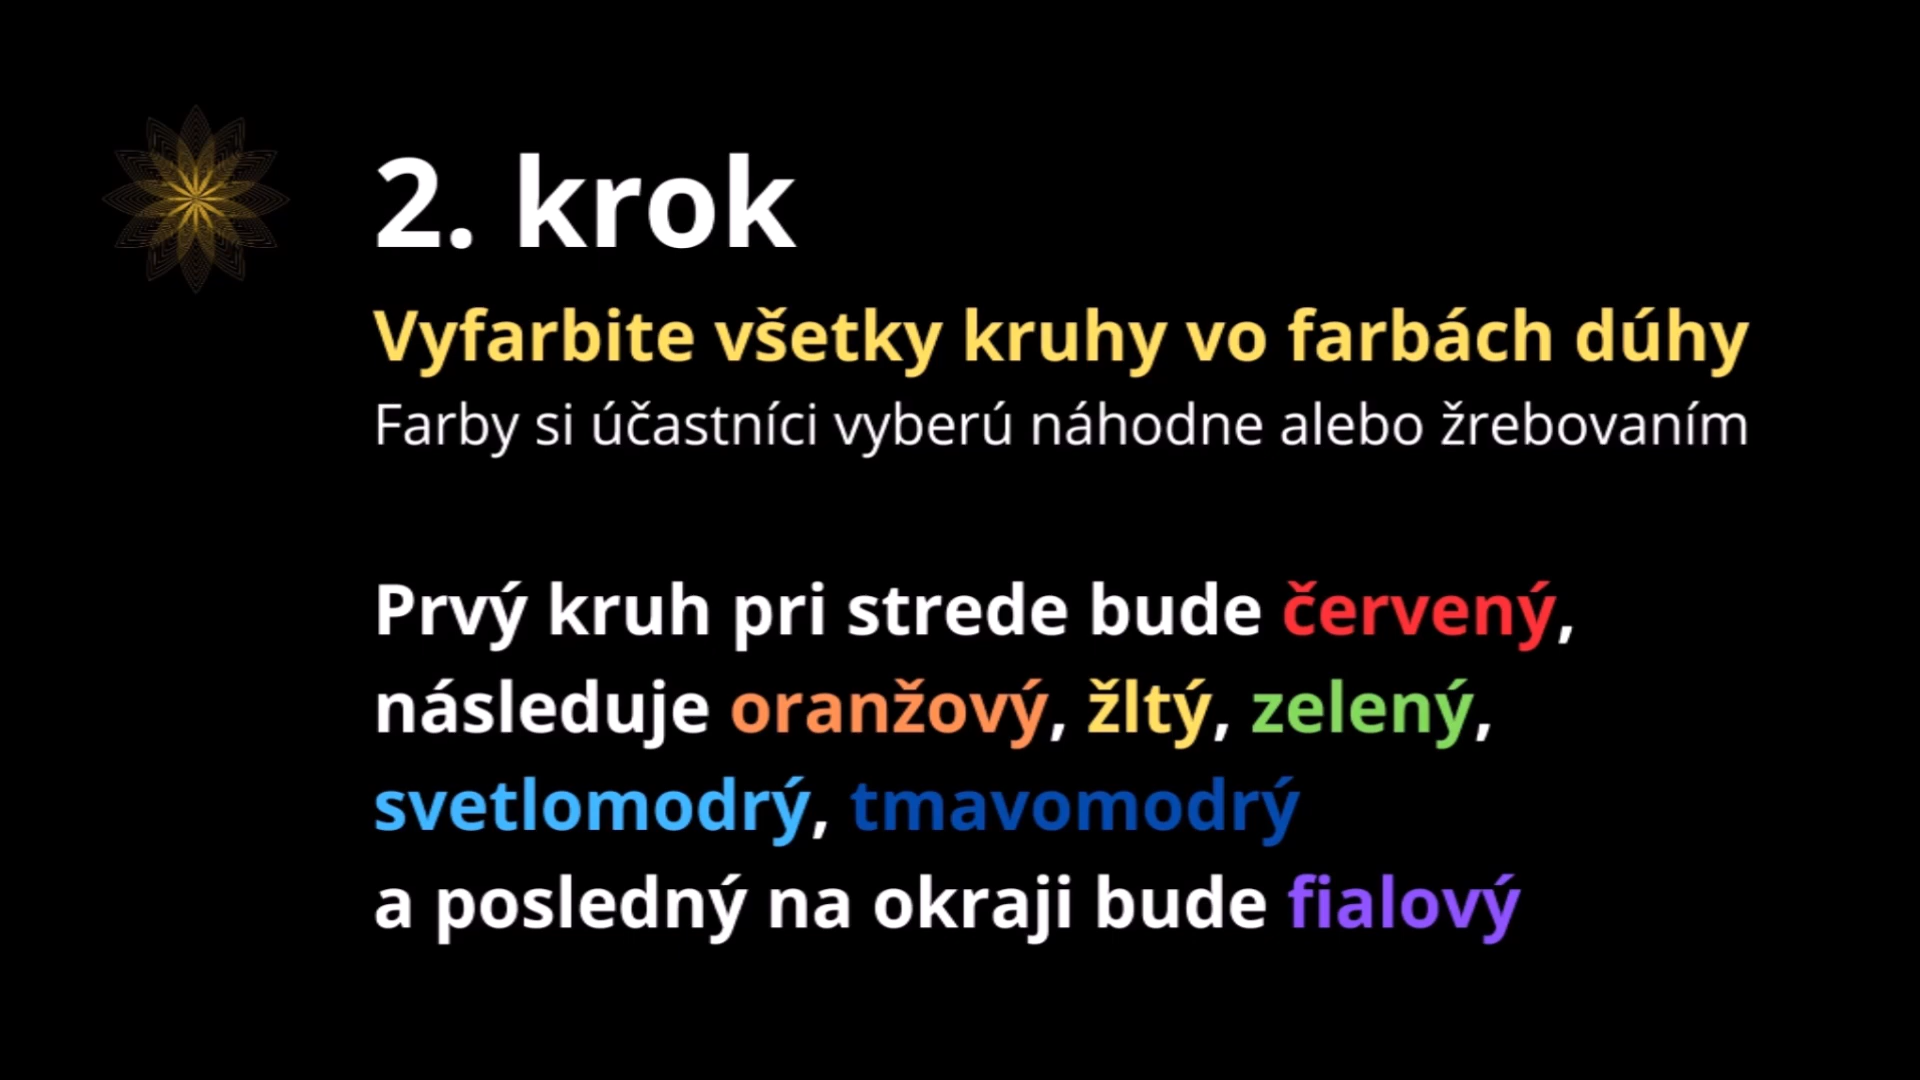 2. krok
Vyfarbite všetky kruhy vo farbách dúhy
Farby si účastníci vyberú náhodne alebo žrebovaním
Prvý kruh pri strede bude červený,
následuje oranžový, žltý, zelený,
svetlomodrý, tmavomodrý
a posledný na okraji bude fialový